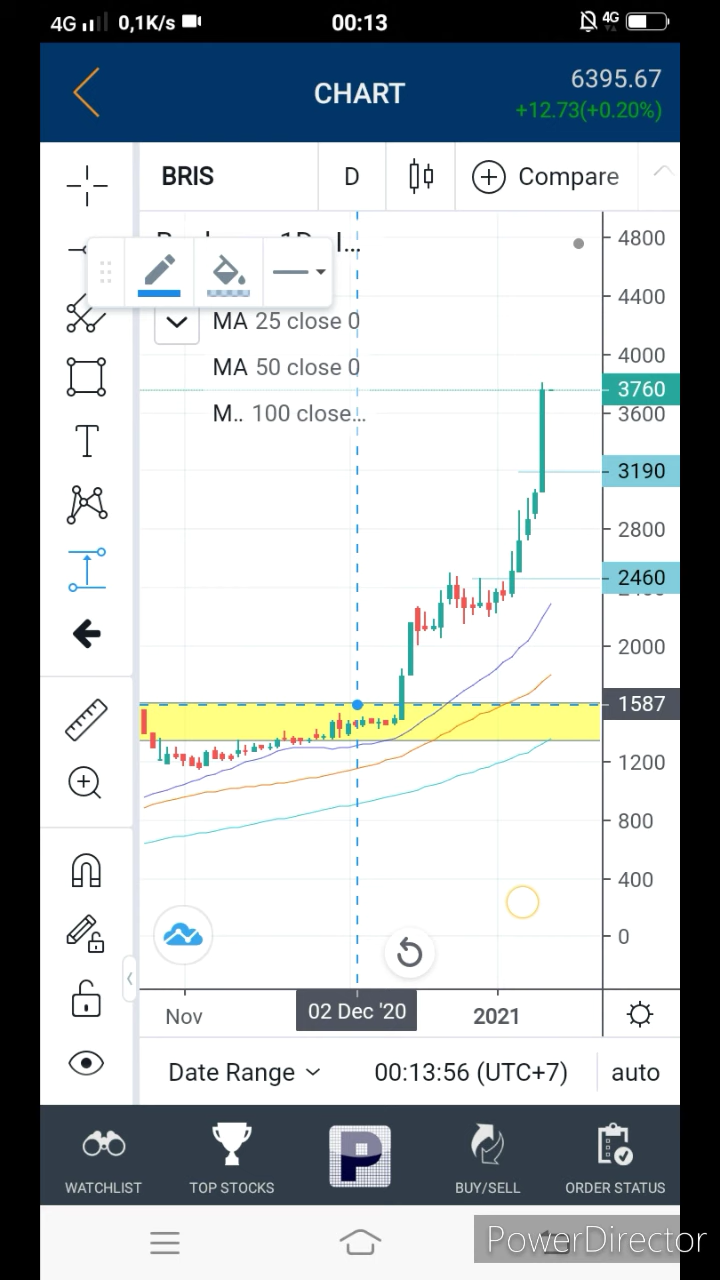 4G 0,1K/s 00:13 4G
CHART
6395.67
+12.73(+0.20%)
BRIS D Compare
MA 25 close 0
MA 50 close 0
M.. 100 close...
4800
4400
4000
3760
3600
3190
2800
2460
2000
1587
1200
800
400
0
Nov 02 Dec '20 2021
Date Range 00:13:56 (UTC+7) auto
WATCHLIST TOP STOCKS P BUY/SELL ORDER STATUS
PowerDirector